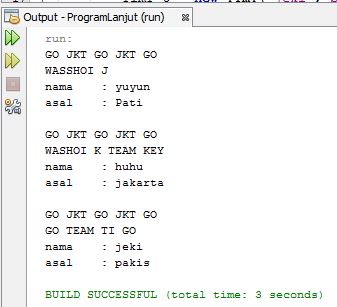 Output - ProgramLanjut (run)
run:
GO JKT GO JKT GO
WASSHOI J
nama : yuyun
asal : Pati
GO JKT GO JKT GO
WASHOI K TEAM KEY
nama : huhu
asal : jakarta
GO JKT GO JKT GO
GO TEAM TI GO
nama : jeki
asal : pakis
BUILD SUCCESSFUL (total time: 3 seconds)